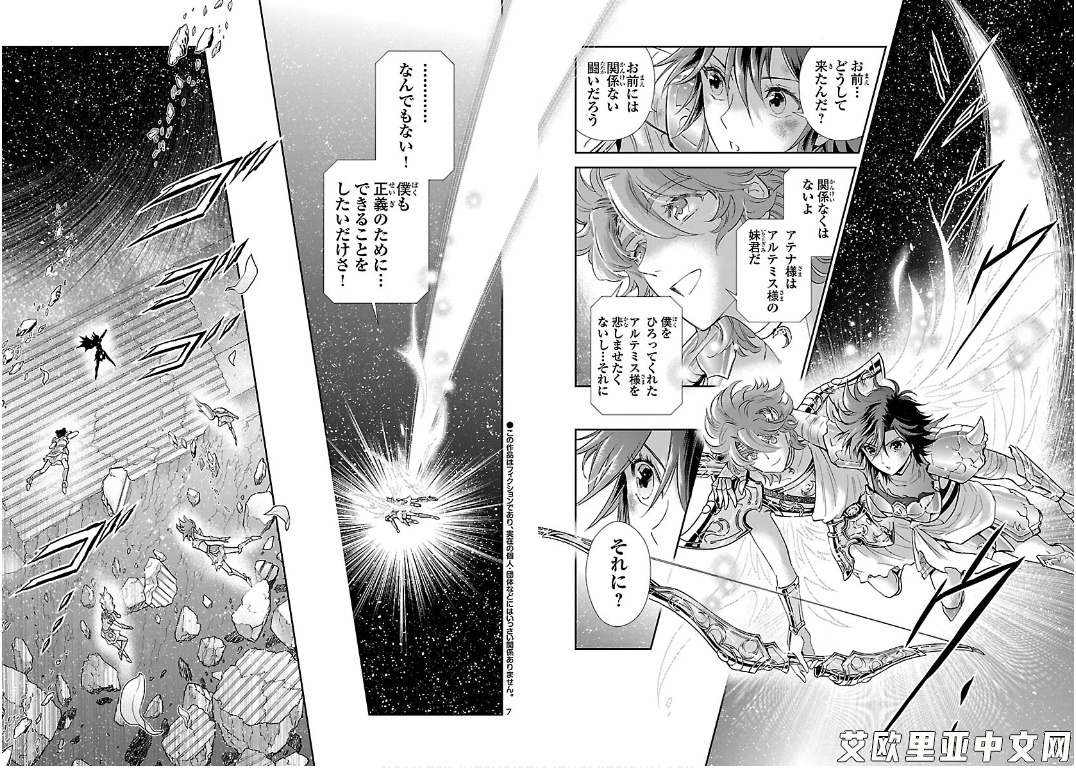 お前…
どうして
来たんだ?
お前には
関係ない
闘いだろう
関係なくは
ないよ
アテナ様は
アルテミス様の
妹君だ
僕を
ひろってくれた
アルテミス様を
悲しませたく
ないし…それに
それに?
…………
なんでもない!
僕も
正義のために…
できることを
したいだけさ!
●この作品はフィクションであり、実在の個人・団体などにはいっさい関係ありません。
7
艾欧里亚中文网